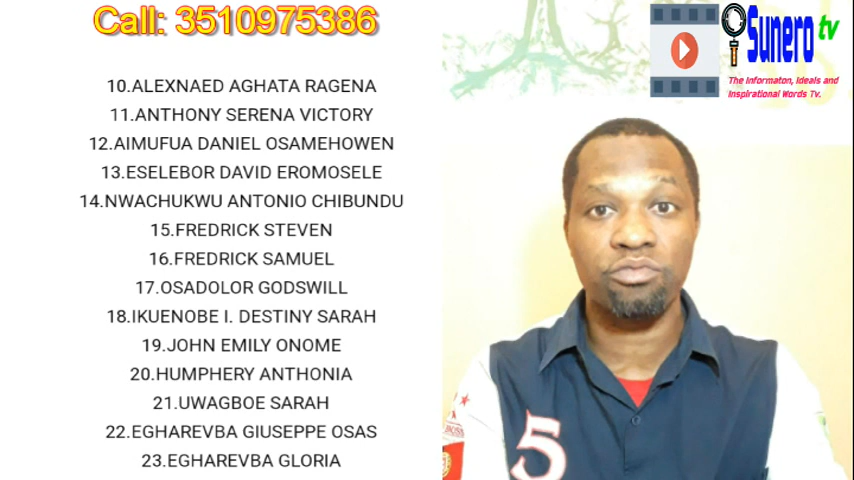 Call: 3510975386
Sunero tv
The Informaton, Ideals and
Inspirational Words Tv.
10.ALEXNAED AGHATA RAGENA
11.ANTHONY SERENA VICTORY
12.AIMUFUA DANIEL OSAMEHOWEN
13.ESELEBOR DAVID EROMOSELE
14.NWACHUKWU ANTONIO CHIBUNDU
15.FREDRICK STEVEN
16.FREDRICK SAMUEL
17.OSADOLOR GODSWILL
18.IKUENOBE I. DESTINY SARAH
19.JOHN EMILY ONOME
20.HUMPHERY ANTHONIA
21.UWAGBOE SARAH
22.EGHAREVBA GIUSEPPE OSAS
23.EGHAREVBA GLORIA
5